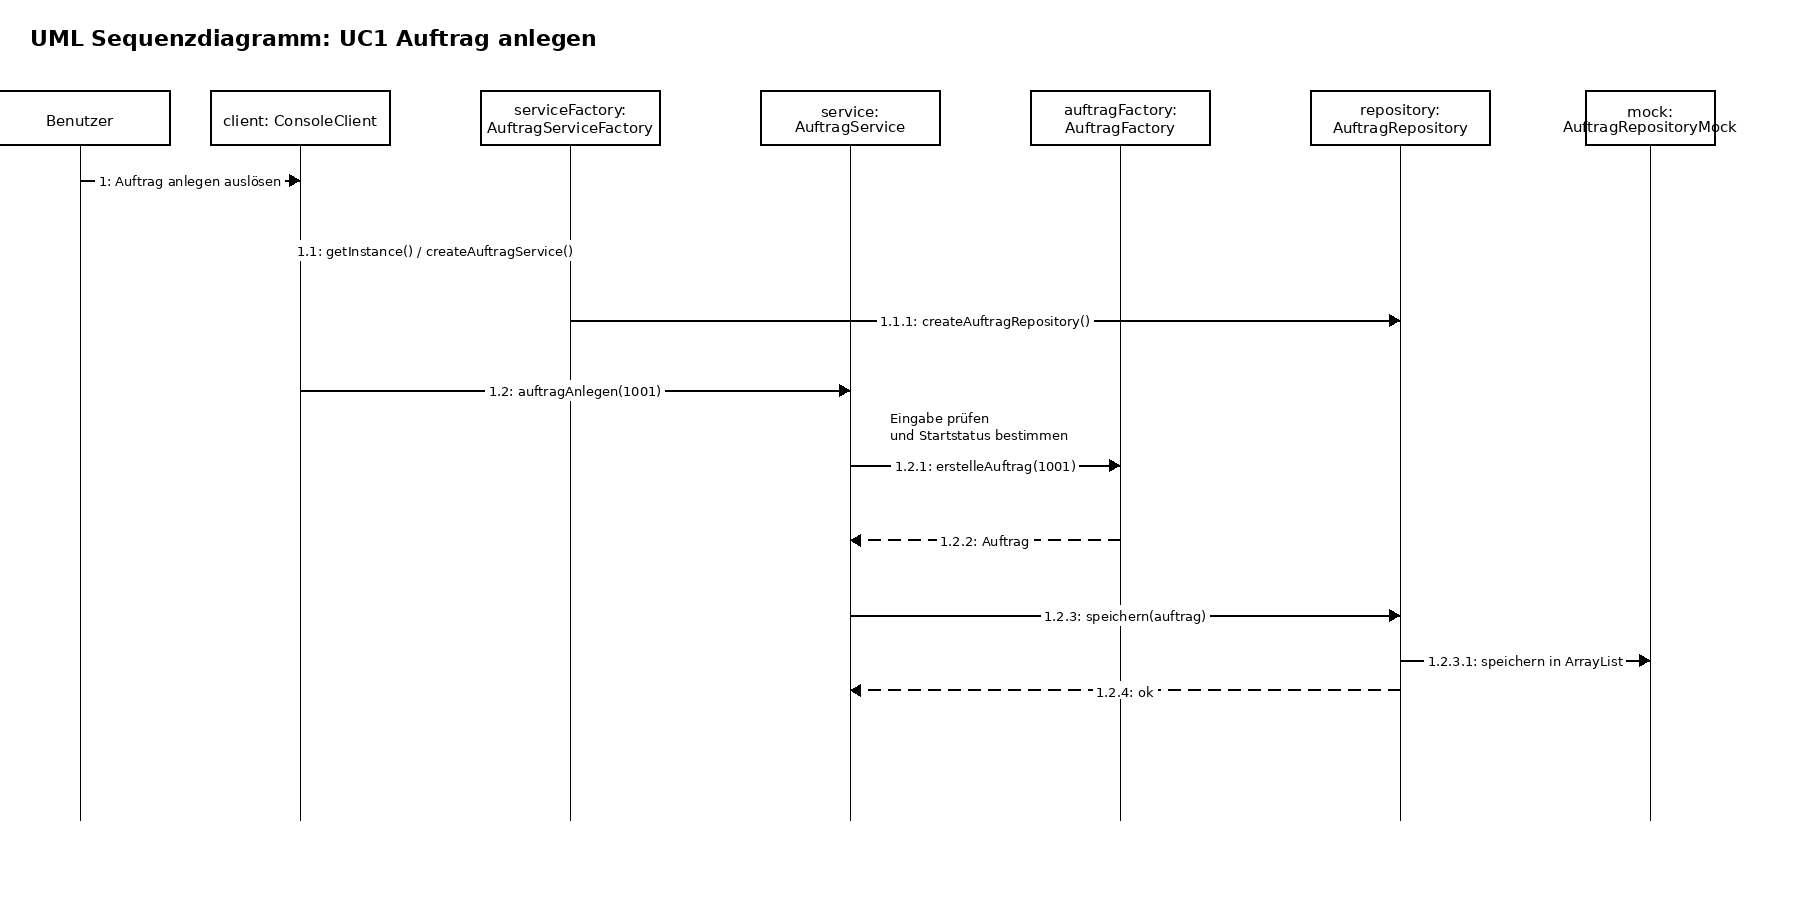 UML Sequenzdiagramm: UC1 Auftrag anlegen
Benutzer
client: ConsoleClient
serviceFactory:
AuftragServiceFactory
service:
AuftragService
auftragFactory:
AuftragFactory
repository:
AuftragRepository
mock:
AuftragRepositoryMock
1: Auftrag anlegen auslösen
1.1: getInstance() / createAuftragService()
1.1.1: createAuftragRepository()
1.2: auftragAnlegen(1001)
Eingabe prüfen
und Startstatus bestimmen
1.2.1: erstelleAuftrag(1001)
1.2.2: Auftrag
1.2.3: speichern(auftrag)
1.2.3.1: speichern in ArrayList
1.2.4: ok